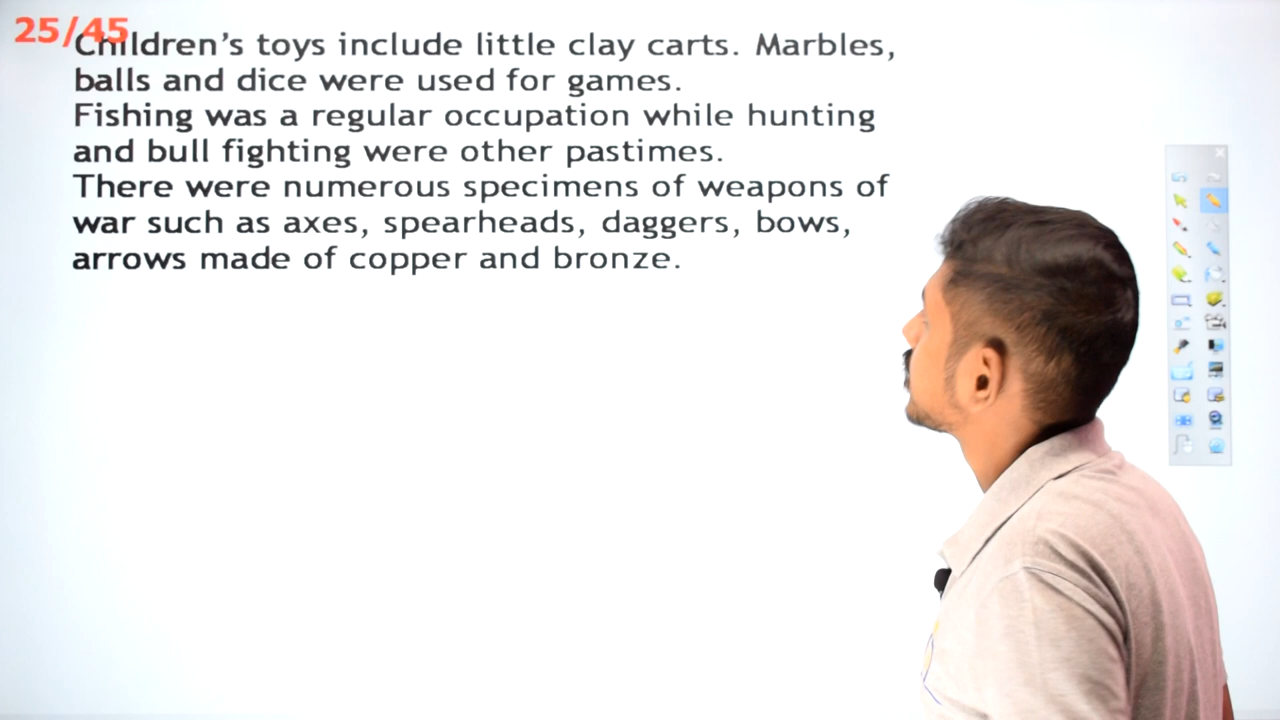 25/45
Children's toys include little clay carts. Marbles,
balls and dice were used for games.
Fishing was a regular occupation while hunting
and bull fighting were other pastimes.
There were numerous specimens of weapons of
war such as axes, spearheads, daggers, bows,
arrows made of copper and bronze.